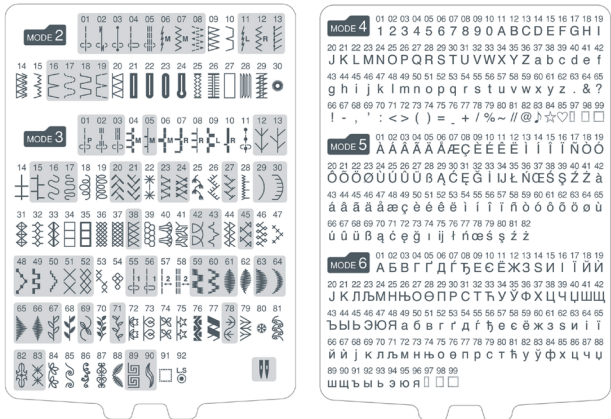 MODE 2
01 02 03 04 05 06 07 08 09 10 11 12 13
M M L R
14 15 16 17 18 19 20 21 22 23 24 25 26 27 28 29 30
MODE 3
01 02 03 04 05 06 07 08 09 10 11 12 13
P P M M R L R
14 15 16 17 18 19 20 21 22 23 24 25 26 27 28 29 30
31 32 33 34 35 36 37 38 39 40 41 42 43 44 45 46 47
48 49 50 51 52 53 54 55 56 57 58 59 60 61 62 63 64
2 2
65 66 67 68 69 70 71 72 73 74 75 76 77 78 79 80 81
82 83 84 85 86 87 88 89 90 91 92
LS
MODE 4
01 02 03 04 05 06 07 08 09 10 11 12 13 14 15 16 17 18 19
1 2 3 4 5 6 7 8 9 0 A B C D E F G H I
20 21 22 23 24 25 26 27 28 29 30 31 32 33 34 35 36 37 38 39 40 41 42
J K L M N O P Q R S T U V W X Y Z a b c d e f
43 44 45 46 47 48 49 50 51 52 53 54 55 56 57 58 59 60 61 62 63 64 65
g h i j k l m n o p q r s t u v w x y z . & ?
66 67 68 69 70 71 72 73 74 75 76 77 78 79 80 81 82 83 84 85 97 98 99
! - , ' : < > ( ) = _ + / % ~ // @ ♪ ☆ ♡ ▯ □ □
MODE 5
01 02 03 04 05 06 07 08 09 10 11 12 13 14 15 16 17 18 19
À Á Â Ã Ä Å Æ Ç È É Ê Ë Ì Í Î Ï Ñ Ò Ó
20 21 22 23 24 25 26 27 28 29 30 31 32 33 34 35 36 37 38 39 40 41 42
Ô Õ Ö Ø Ù Ú Û Ü ß Ą Ć Ę Ğ İ IJ Ł Ń Œ Ś Ş Ź Ż à
43 44 45 46 47 48 49 50 51 52 53 54 55 56 57 58 59 60 61 62 63 64 65
á â ã ä å æ ç è é ê ë ì í î ï ñ ò ó ô õ ö ø ù
66 67 68 69 70 71 72 73 74 75 76 77 78 79 80 81 82
ú û ü ß ą ć ę ğ ı ij ł ń œ ś ş ź ż
MODE 6
01 02 03 04 05 06 07 08 09 10 11 12 13 14 15 16 17 18 19
А Б В Г Ґ Д Ѓ Ђ Е Є Ё Ж З Ѕ И І Ї Ѝ Й
20 21 22 23 24 25 26 27 28 29 30 31 32 33 34 35 36 37 38 39 40 41 42
Ј К Л Љ М Н Њ О Ө П Р С Т Ћ У Ў Ф Х Ц Ч Џ Ш Щ
43 44 45 46 47 48 49 50 51 52 53 54 55 56 57 58 59 60 61 62 63 64 65
Ъ Ы Ь Э Ю Я а б в г ґ д ѓ ђ е є ё ж з ѕ и і ї
66 67 68 69 70 71 72 73 74 75 76 77 78 79 80 81 82 83 84 85 86 87 88
ѝ й ј к л љ м н њ о ө п р с т ћ у ў ф х ц ч џ
89 90 91 92 93 94 95 96 97 98 99
ш щ ъ ы ь э ю я ▯ □ □